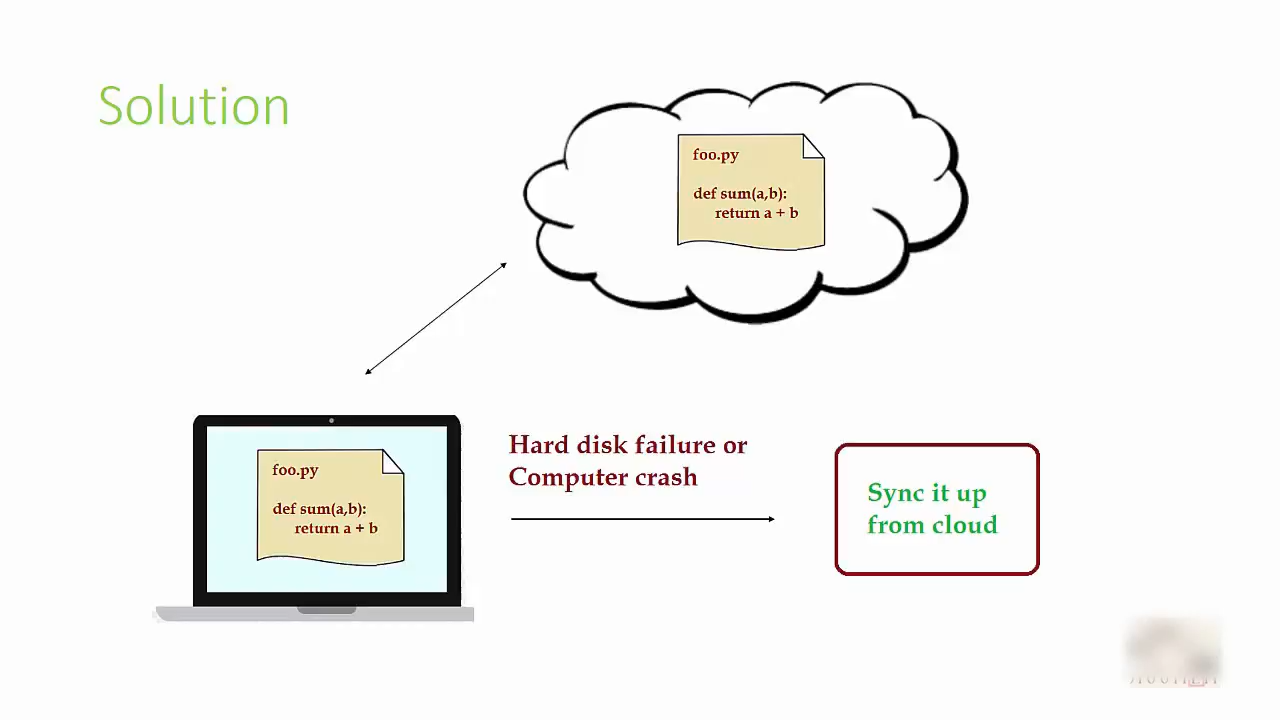 Solution
foo.py
def sum(a,b):
return a + b
foo.py
def sum(a,b):
return a + b
Hard disk failure or
Computer crash
Sync it up
from cloud